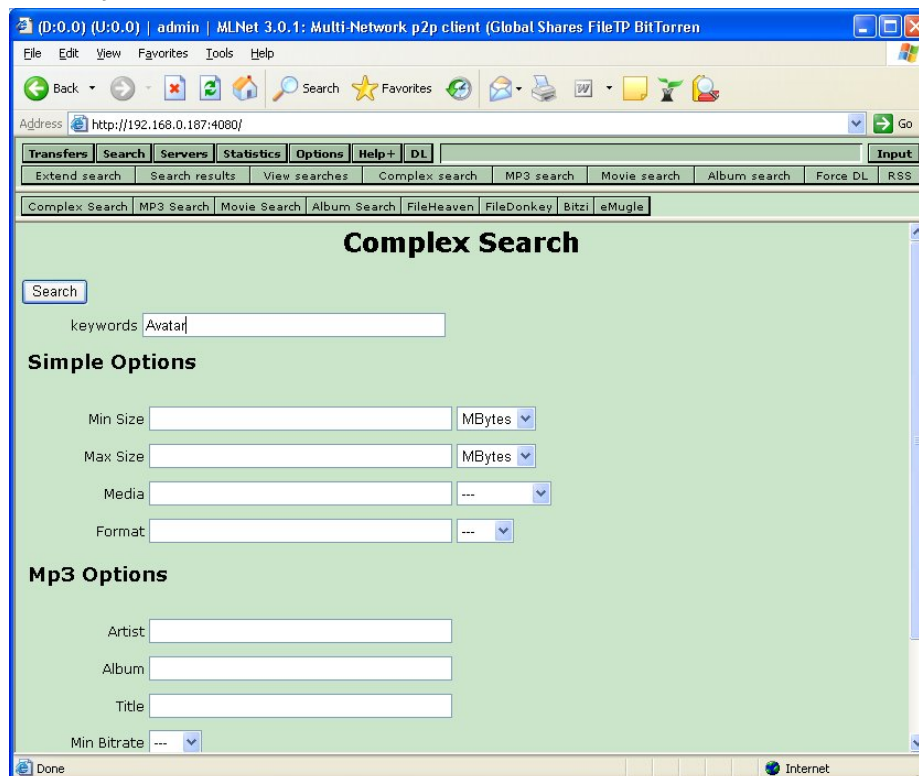 (D:0.0) (U:0.0) | admin | MLNet 3.0.1: Multi-Network p2p client (Global Shares FileTP BitTorren
File Edit View Favorites Tools Help
Back Search Favorites
Address http://192.168.0.187:4080/ Go
Transfers Search Servers Statistics Options Help+ DL Input
Extend search Search results View searches Complex search MP3 search Movie search Album search Force DL RSS
Complex Search MP3 Search Movie Search Album Search FileHeaven FileDonkey Bitzi eMugle
Complex Search
Search
keywords Avatar
Simple Options
Min Size MBytes
Max Size MBytes
Media ---
Format ---
Mp3 Options
Artist
Album
Title
Min Bitrate ---
Done Internet